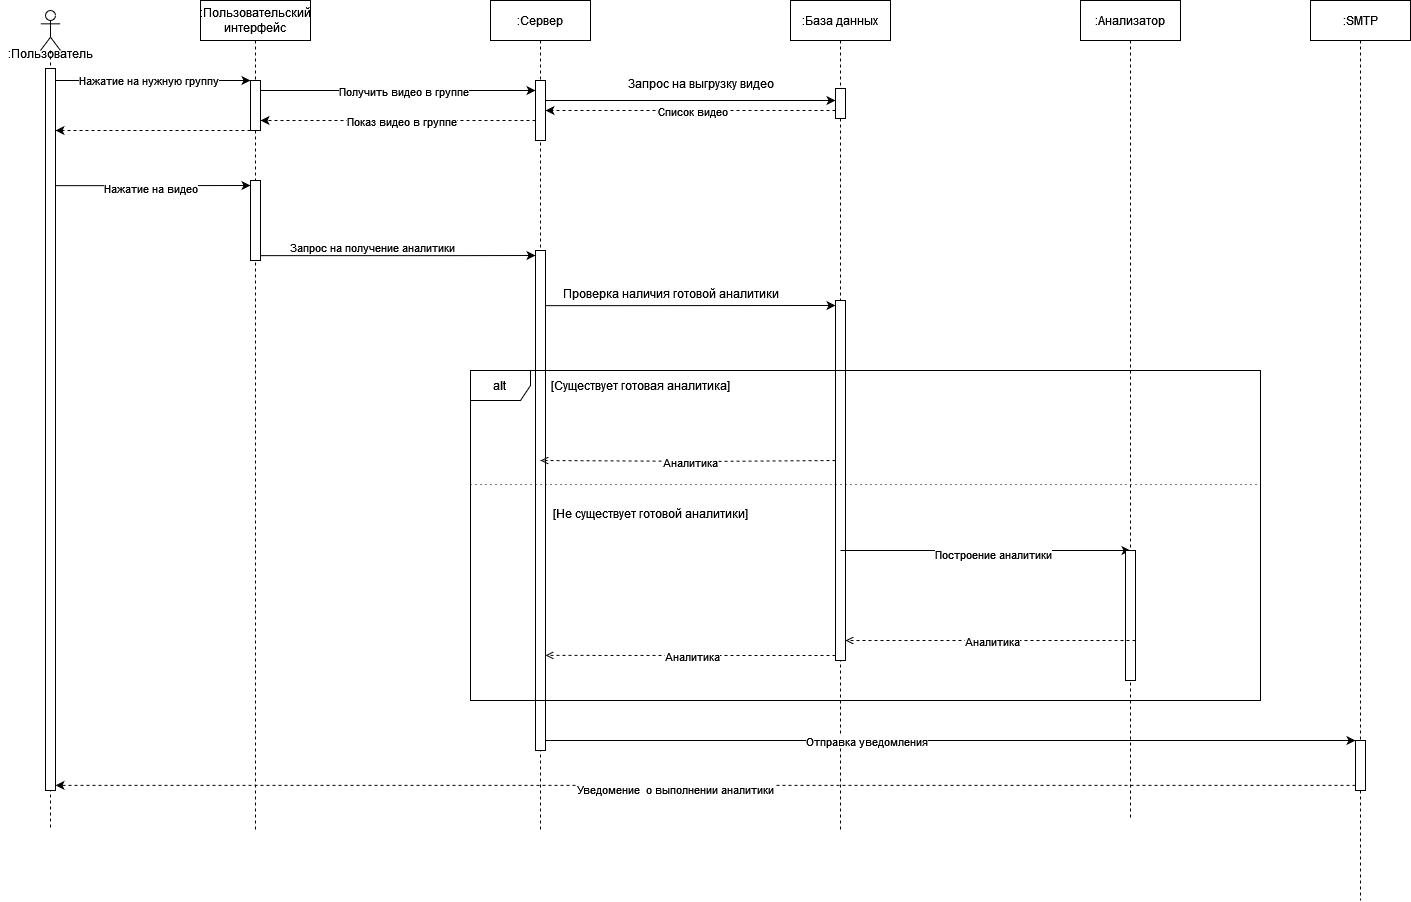 :Пользователь
:Пользовательский
интерфейс
:Сервер
:База данных
:Анализатор
:SMTP
Нажатие на нужную группу
Получить видео в группе
Запрос на выгрузку видео
Список видео
Показ видео в группе
Нажатие на видео
Запрос на получение аналитики
Проверка наличия готовой аналитики
alt
[Существует готовая аналитика]
Аналитика
[Не существует готовой аналитики]
Построение аналитики
Аналитика
Аналитика
Отправка уведомления
Уведомение о выполнении аналитики